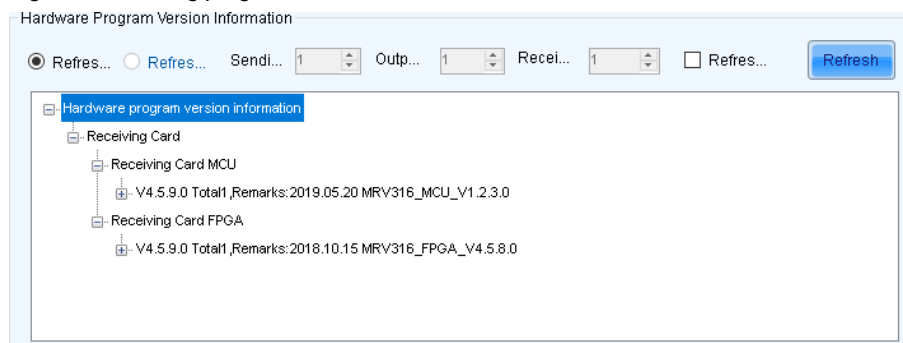 Hardware Program Version Information
Refres... Refres... Sendi... 1 Outp... 1 Recei... 1 Refres... Refresh
Hardware program version information
Receiving Card
Receiving Card MCU
V4.5.9.0 Total1,Remarks:2019.05.20 MRV316_MCU_V1.2.3.0
Receiving Card FPGA
V4.5.9.0 Total1,Remarks:2018.10.15 MRV316_FPGA_V4.5.8.0